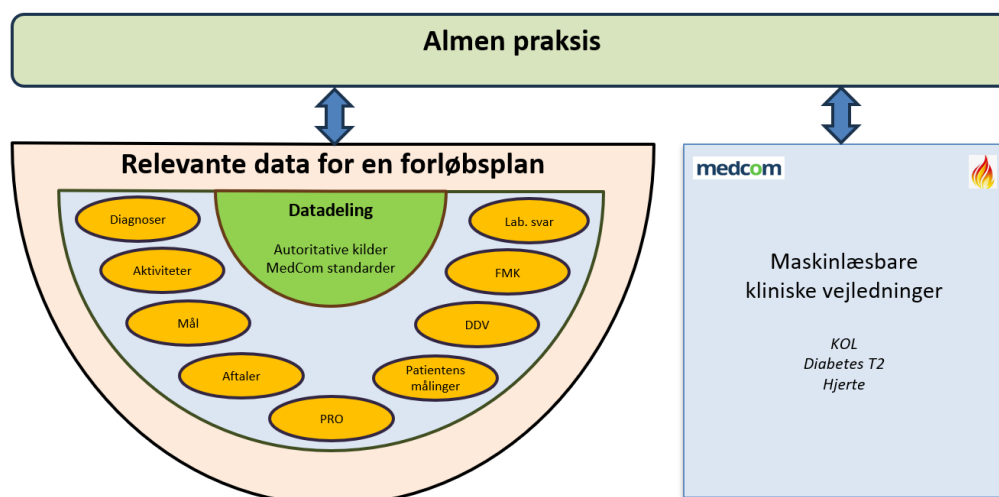 Almen praksis
Relevante data for en forløbsplan
Datadeling
Autoritative kilder
MedCom standarder
Diagnoser
Aktiviteter
Mål
Aftaler
PRO
Patientens
målinger
DDV
FMK
Lab. svar
medcom
Maskinlæsbare
kliniske vejledninger
KOL
Diabetes T2
Hjerte